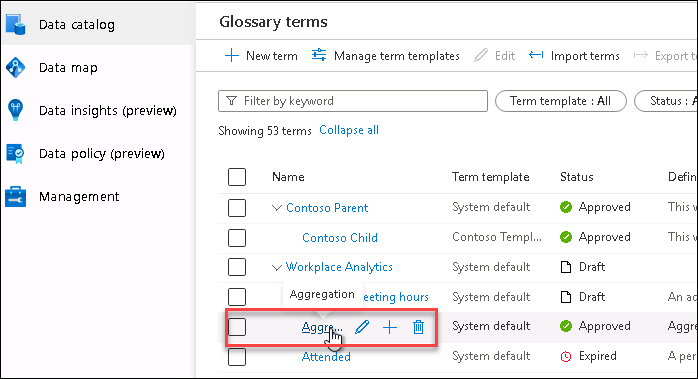 Data catalog
Data map
Data insights (preview)
Data policy (preview)
Management
Glossary terms
New term Manage term templates Edit Import terms Export te
Filter by keyword Term template : All Status : A
Showing 53 terms Collapse all
Name Term template Status Defin
Contoso Parent System default Approved This w
Contoso Child Contoso Templ... System default Approved This w
Workplace Analytics System default Draft
Aggregation
eeting hours System default Draft An ac
Aggre... System default Approved Aggre
Attended System default Expired A per